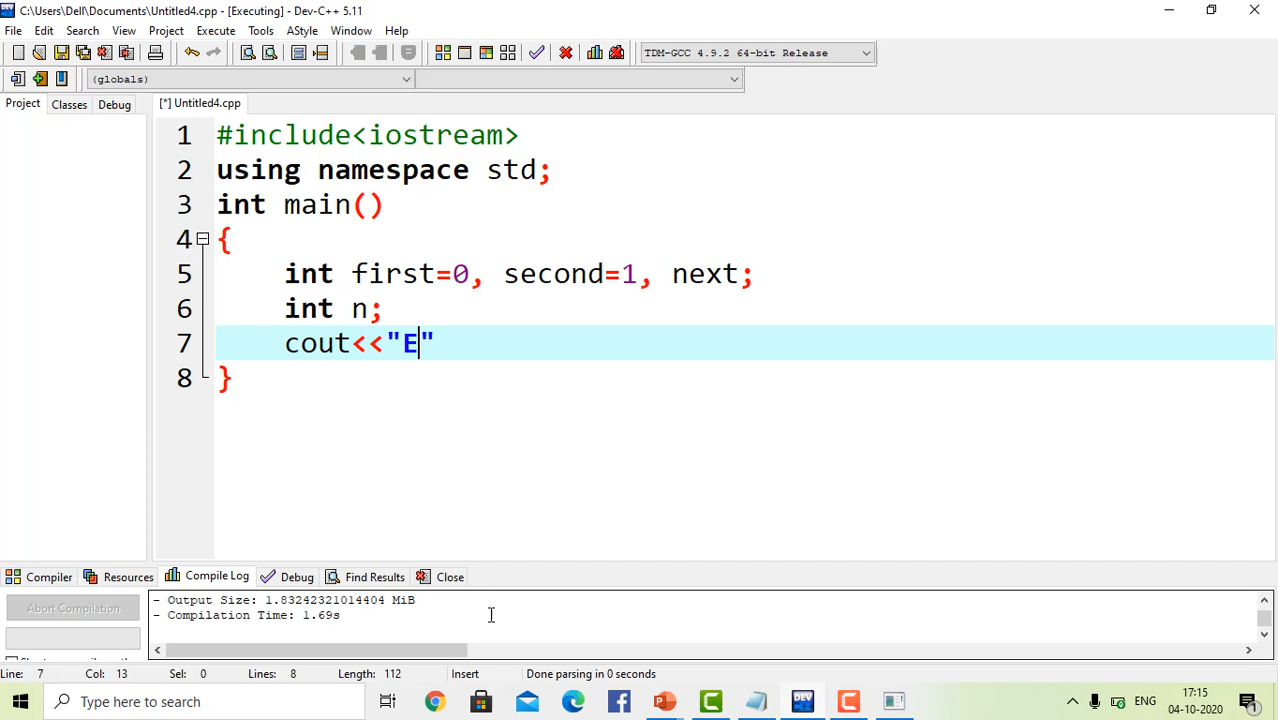 C:\Users\Dell\Documents\Untitled4.cpp - [Executing] - Dev-C++ 5.11
File Edit Search View Project Execute Tools AStyle Window Help
TDM-GCC 4.9.2 64-bit Release
(globals)
Project Classes Debug [*] Untitled4.cpp
1 #include<iostream>
2 using namespace std;
3 int main()
4 {
5 int first=0, second=1, next;
6 int n;
7 cout<<"E"
8 }
Compiler Resources Compile Log Debug Find Results Close
Abort Compilation
- Output Size: 1.83242321014404 MiB
- Compilation Time: 1.69s
Line: 7 Col: 13 Sel: 0 Lines: 8 Length: 112 Insert Done parsing in 0 seconds
Type here to search
ENG
17:15
04-10-2020
1